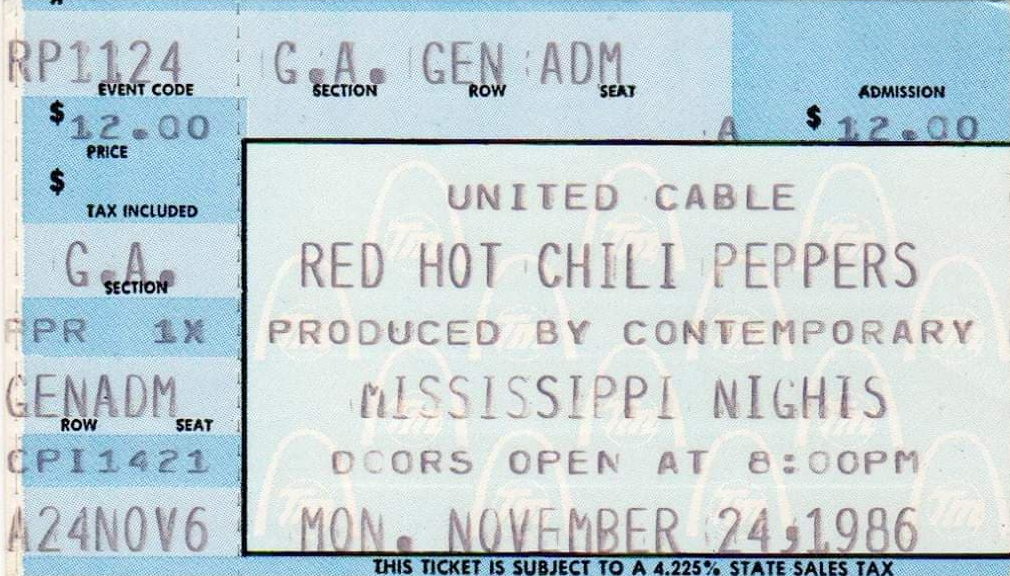 RP1124 G.A. GEN ADM
EVENT CODE SECTION ROW SEAT ADMISSION
$ 12.00 A $ 12.00
PRICE
$
TAX INCLUDED
UNITED CABLE
G.A. RED HOT CHILI PEPPERS
SECTION
PPR 1X PRODUCED BY CONTEMPORARY
GENADM MISSISSIPPI NIGHIS
ROW SEAT
CPI1421 DCORS OPEN AT 8:00PM
A24NOV6 MON. NOVEMBER 24,1986
THIS TICKET IS SUBJECT TO A 4.225% STATE SALES TAX